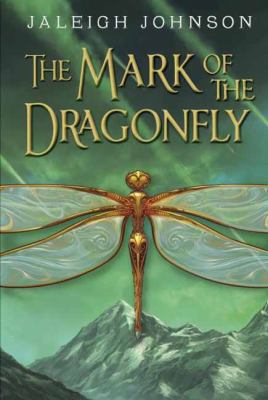 JALEIGH JOHNSON
THE MARK OF
THE
DRAGONFLY